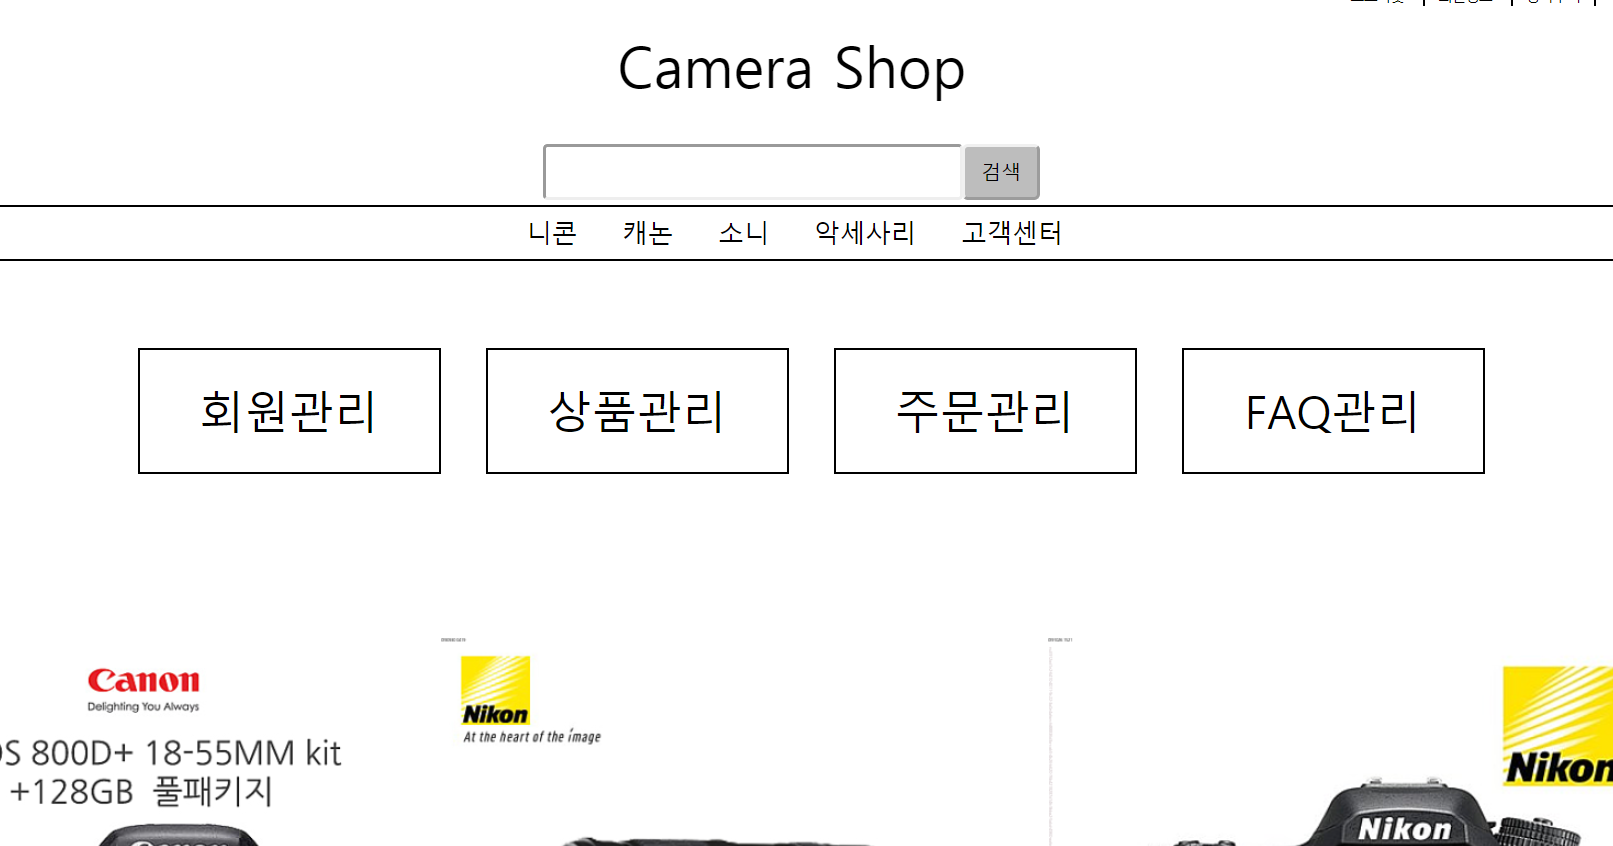 Camera Shop
검색
니콘 캐논 소니 악세사리 고객센터
회원관리 상품관리 주문관리 FAQ관리
Canon
Delighting You Always
S 800D+ 18-55MM kit
+128GB 풀패키지
Nikon
At the heart of the image
Nikon
Nikon
Canon